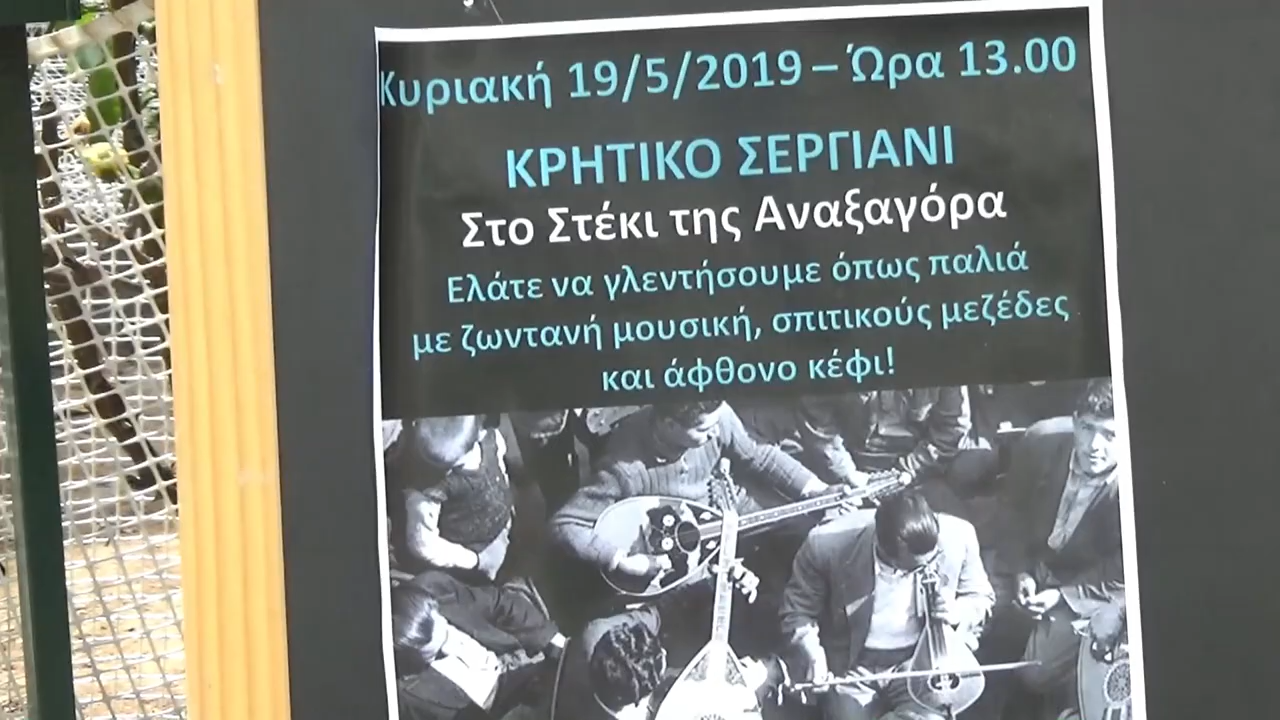 Κυριακή 19/5/2019 – Ώρα 13.00
ΚΡΗΤΙΚΟ ΣΕΡΓΙΑΝΙ
Στο Στέκι της Αναξαγόρα
Ελάτε να γλεντήσουμε όπως παλιά
με ζωντανή μουσική, σπιτικούς μεζέδες
και άφθονο κέφι!